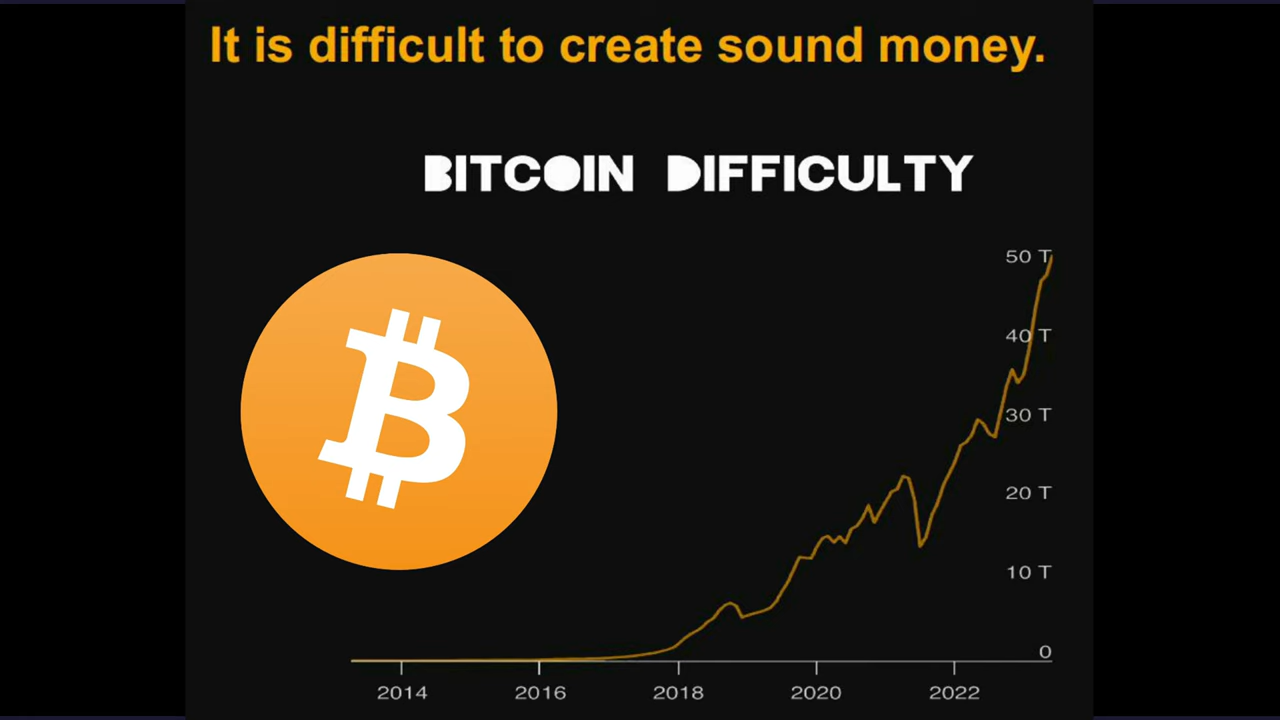 It is difficult to create sound money.
BITCOIN DIFFICULTY
50 T
40 T
30 T
20 T
10 T
0
2014 2016 2018 2020 2022